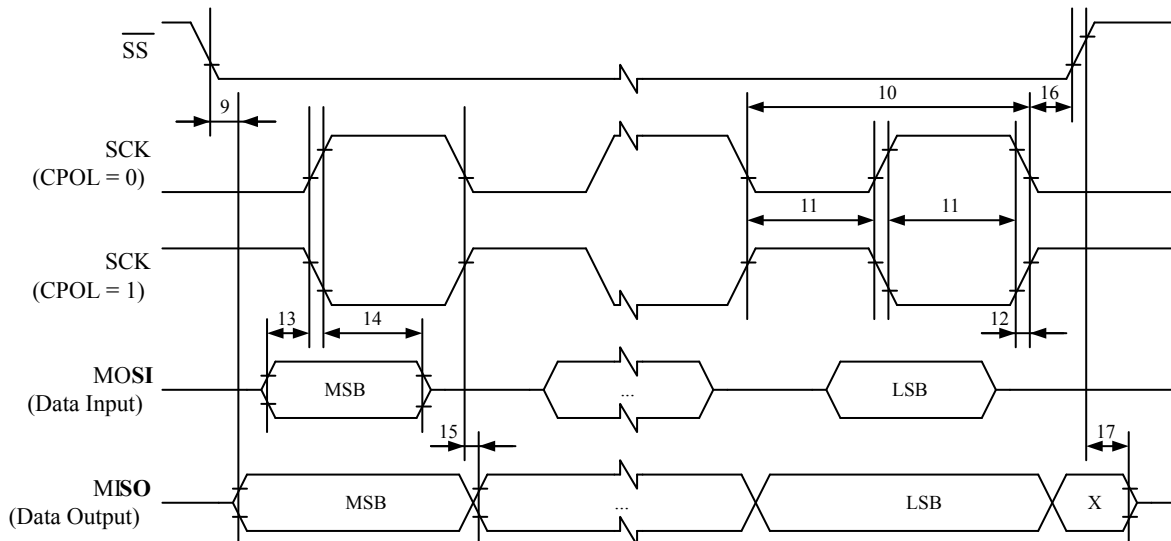 SS
9
10
16
SCK
(CPOL = 0)
11
11
SCK
(CPOL = 1)
13
14
12
MOSI
(Data Input)
MSB
...
LSB
15
17
MISO
(Data Output)
MSB
...
LSB
X